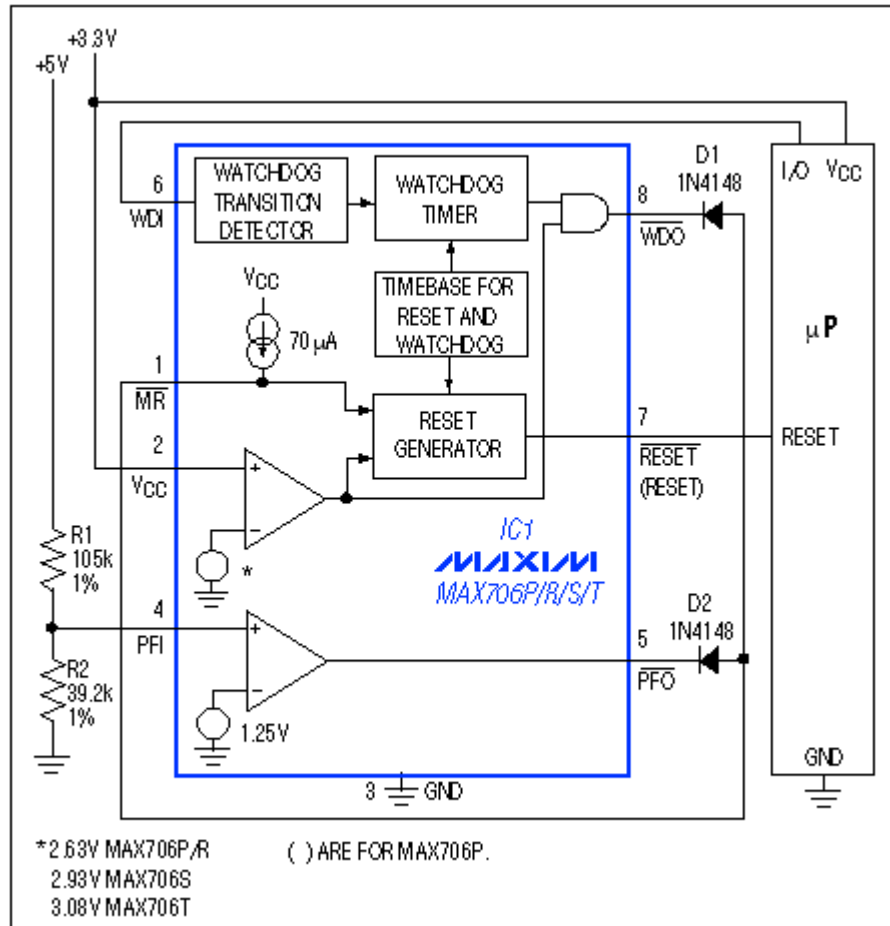 +3.3V
+5V
6
WDI
WATCHDOG
TRANSITION
DETECTOR
WATCHDOG
TIMER
8
WDO
D1
1N4148
I/O VCC
VCC
70 µA
TIMEBASE FOR
RESET AND
WATCHDOG
µP
1
MR
2
VCC
RESET
GENERATOR
7
RESET
(RESET)
RESET
R1
105k
1%
*
IC1
MAXIM
MAX706P/R/S/T
4
PFI
D2
1N4148
5
PFO
R2
39.2k
1%
1.25V
GND
3 GND
*2.63V MAX706P/R ( ) ARE FOR MAX706P.
2.93V MAX706S
3.08V MAX706T